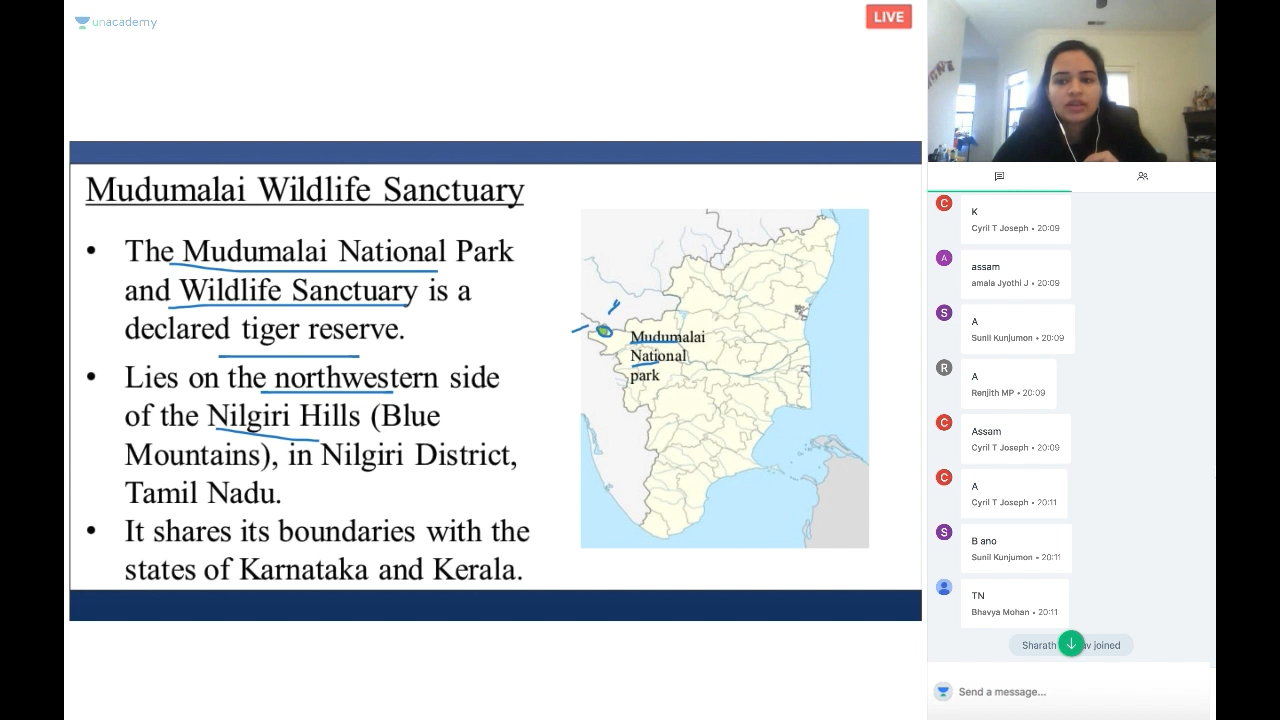 unacademy
LIVE
Mudumalai Wildlife Sanctuary
• The Mudumalai National Park
and Wildlife Sanctuary is a
declared tiger reserve.
• Lies on the northwestern side
of the Nilgiri Hills (Blue
Mountains), in Nilgiri District,
Tamil Nadu.
• It shares its boundaries with the
states of Karnataka and Kerala.
Mudumalai
National
park
C
K
Cyril T Joseph • 20:09
A
assam
amala Jyothi J • 20:09
S
A
Sunil Kunjumon • 20:09
R
A
Renjith MP • 20:09
C
Assam
Cyril T Joseph • 20:09
C
A
Cyril T Joseph • 20:11
S
B ano
Sunil Kunjumon • 20:11
TN
Bhavya Mohan • 20:11
Sharath joined
Send a message...